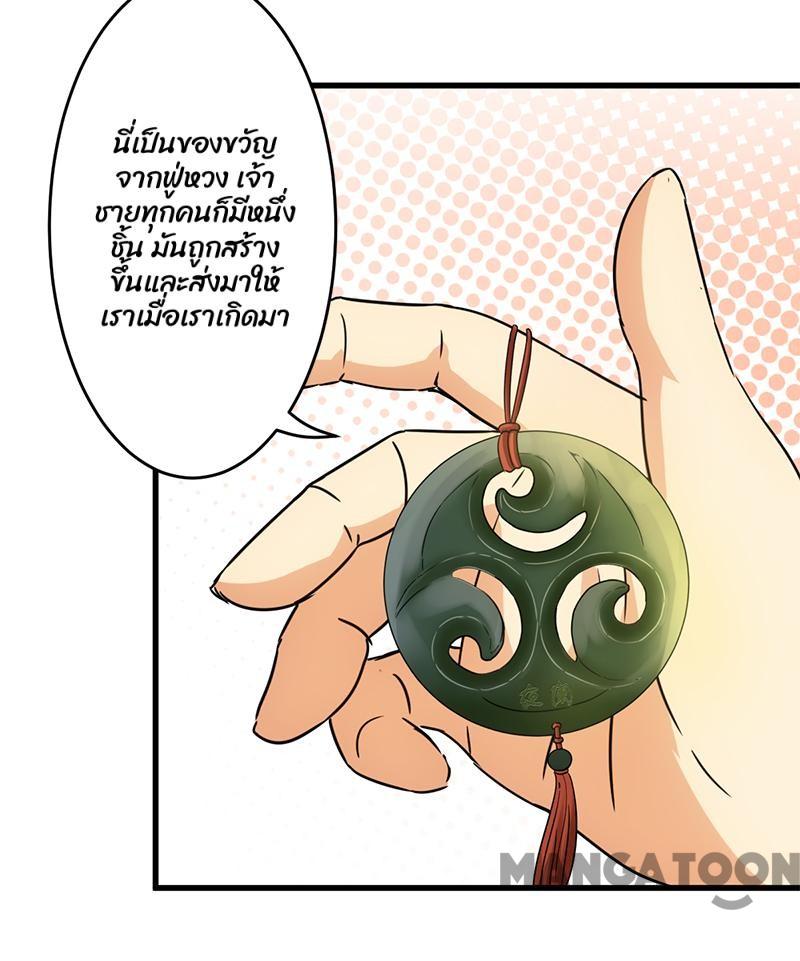 นี่เป็นของขวัญ
จากฟู่หวง เจ้า
ชายทุกคนก็มีหนึ่ง
ชิ้น มันถูกสร้าง
ขึ้นและส่งมาให้
เราเมื่อเราเกิดมา
MANGATOON